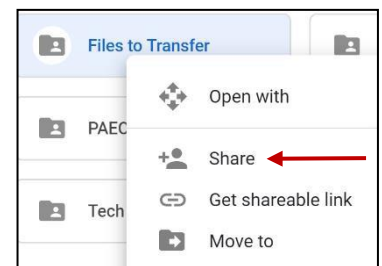 Files to Transfer
Open with
PAEC
Share
Get shareable link
Tech
Move to